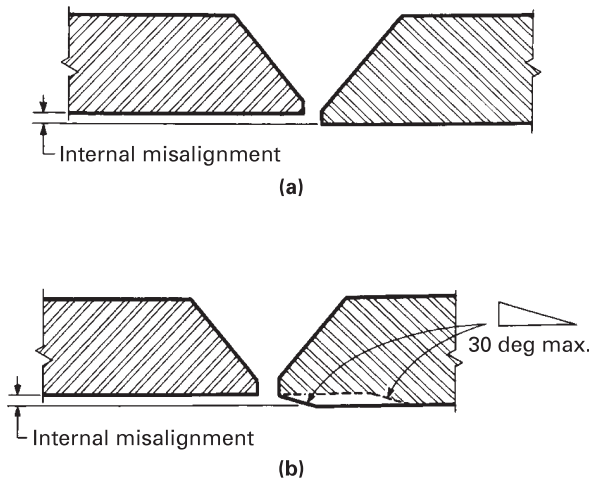 Internal misalignment
(a)
30 deg max.
Internal misalignment
(b)